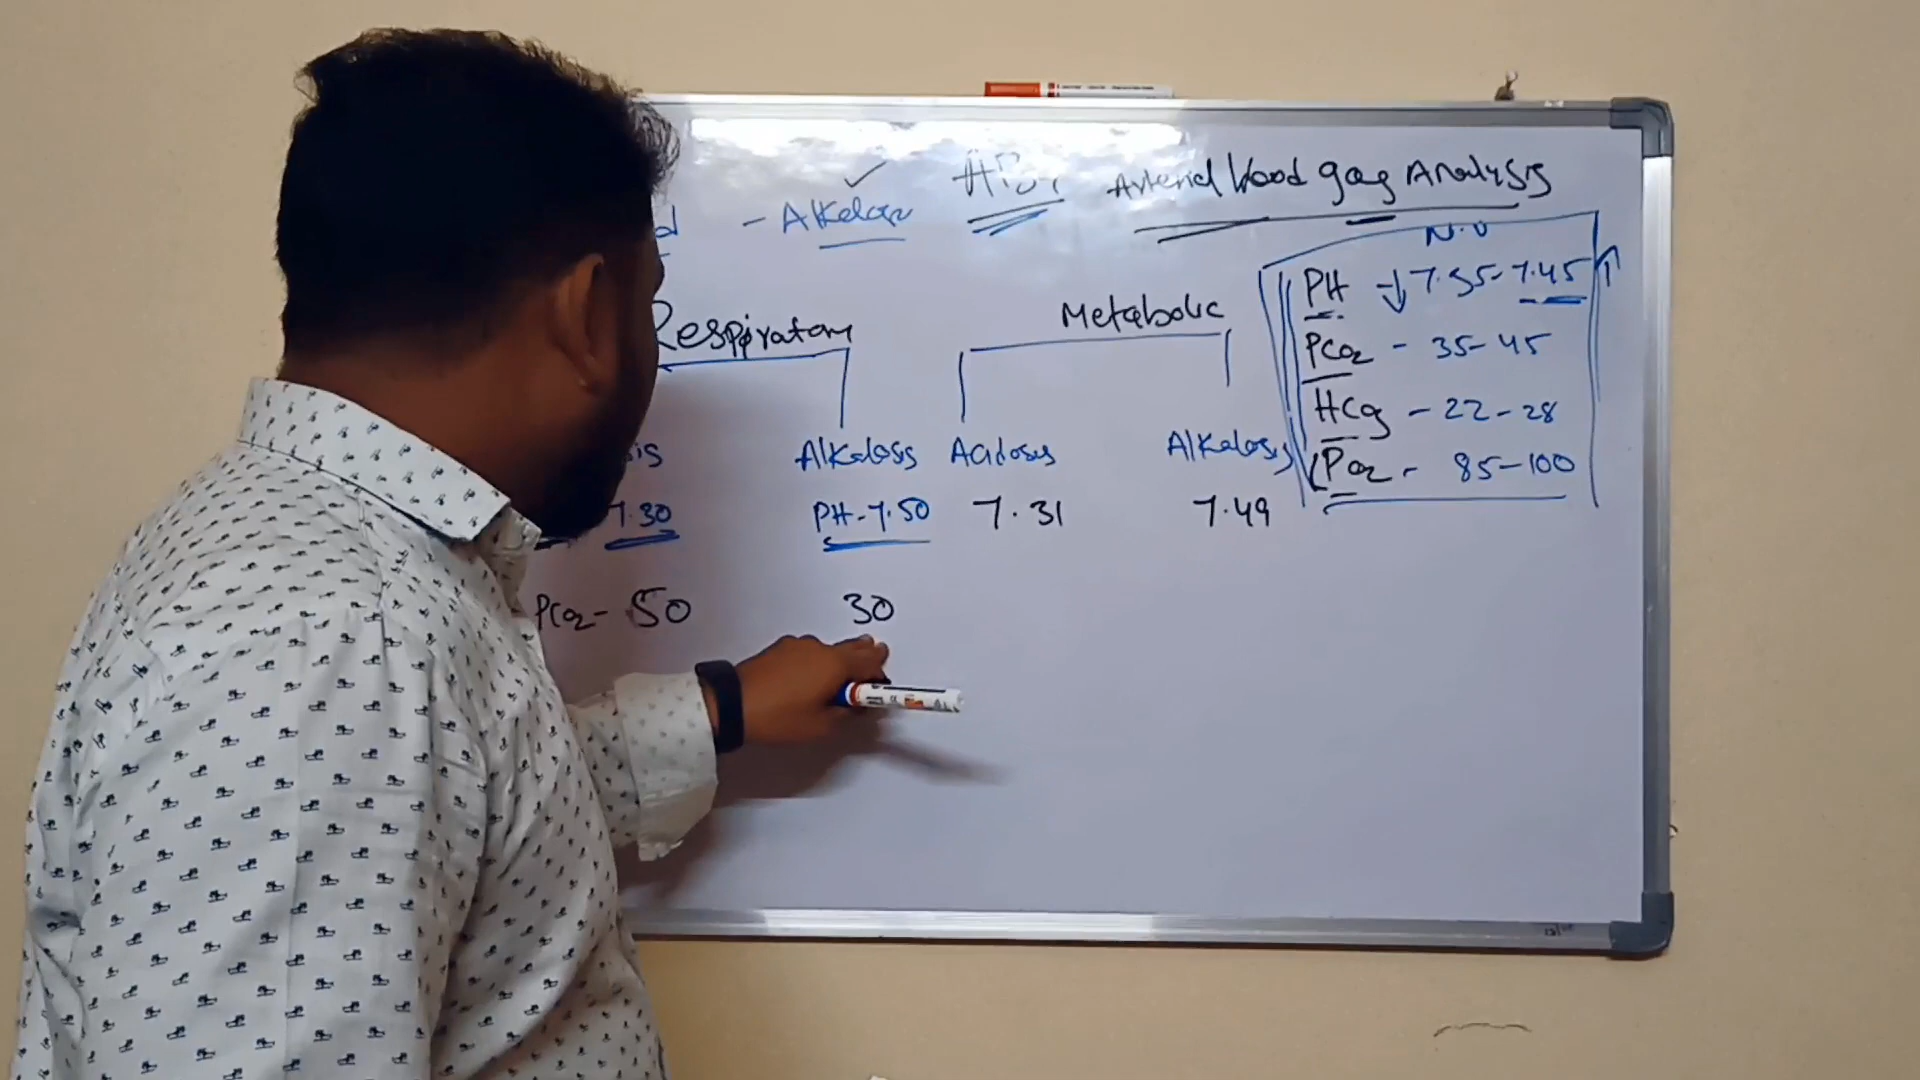 - Alkalosis Arterial blood gas Analysis
N.V
PH - ↓ 7.35 - 7.45 ↑
Respiratory Metabolic
PCO2 - 35 - 45
HCO3 - 22 - 28
sis Alkalosis Acidosis Alkalosis
PO2 - 85 - 100
7.30 PH - 7.50 7.31 7.49
PCO2 - 50 30